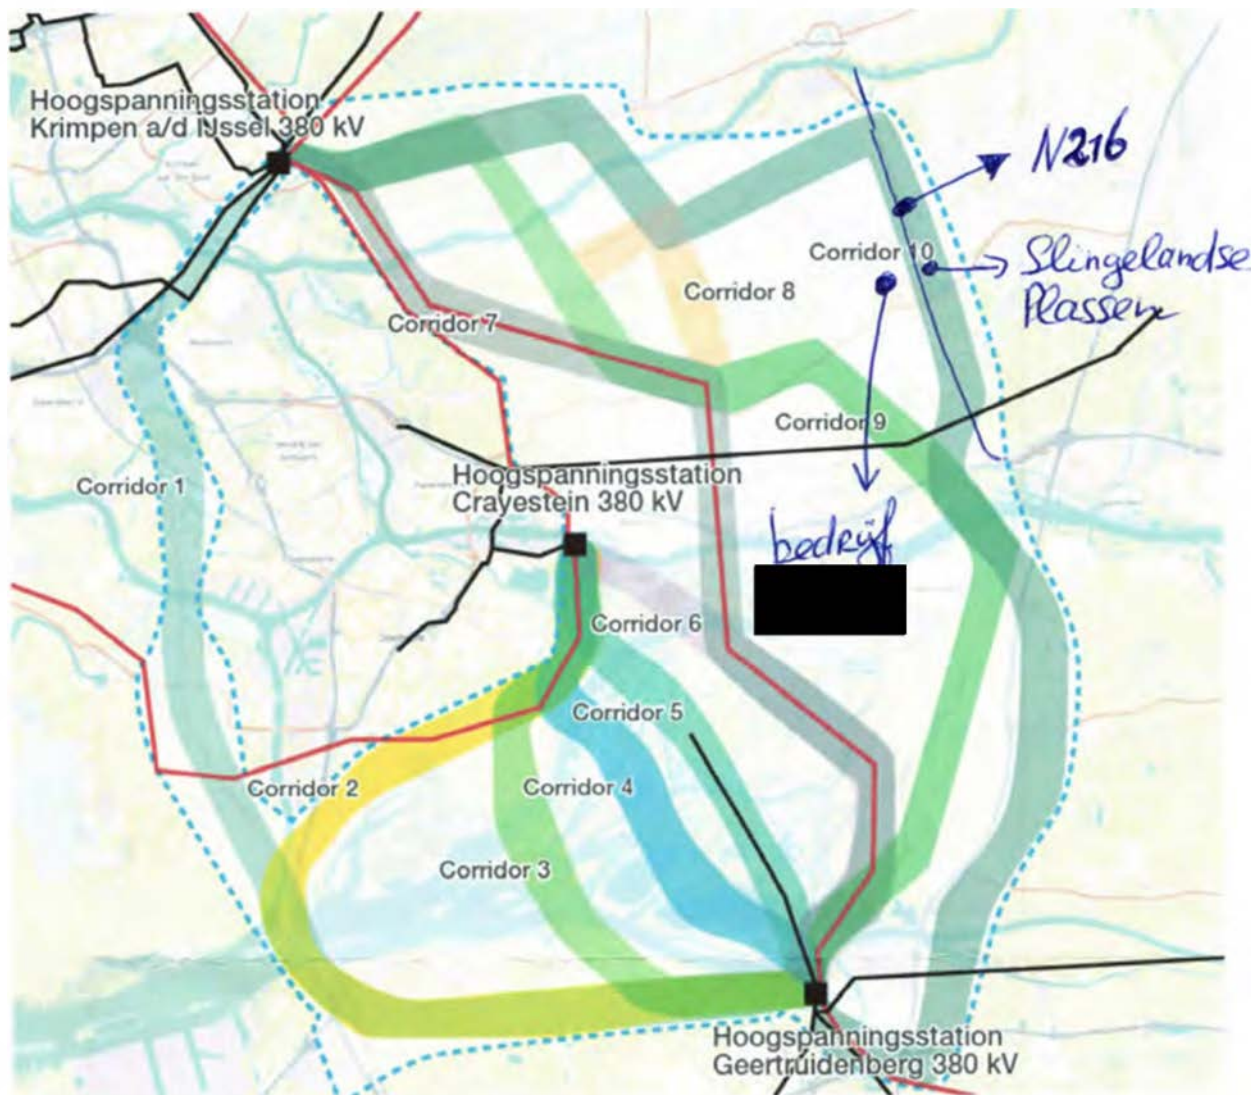 Hoogspanningsstation
Krimpen a/d IJssel 380 kV
N216
Corridor 10
Slingelandse
Plassen
Corridor 8
Corridor 7
Corridor 9
Hoogspanningsstation
Crayestein 380 kV
Corridor 1
bedrijf
Corridor 6
Corridor 5
Corridor 2
Corridor 4
Corridor 3
Hoogspanningsstation
Geertruidenberg 380 kV